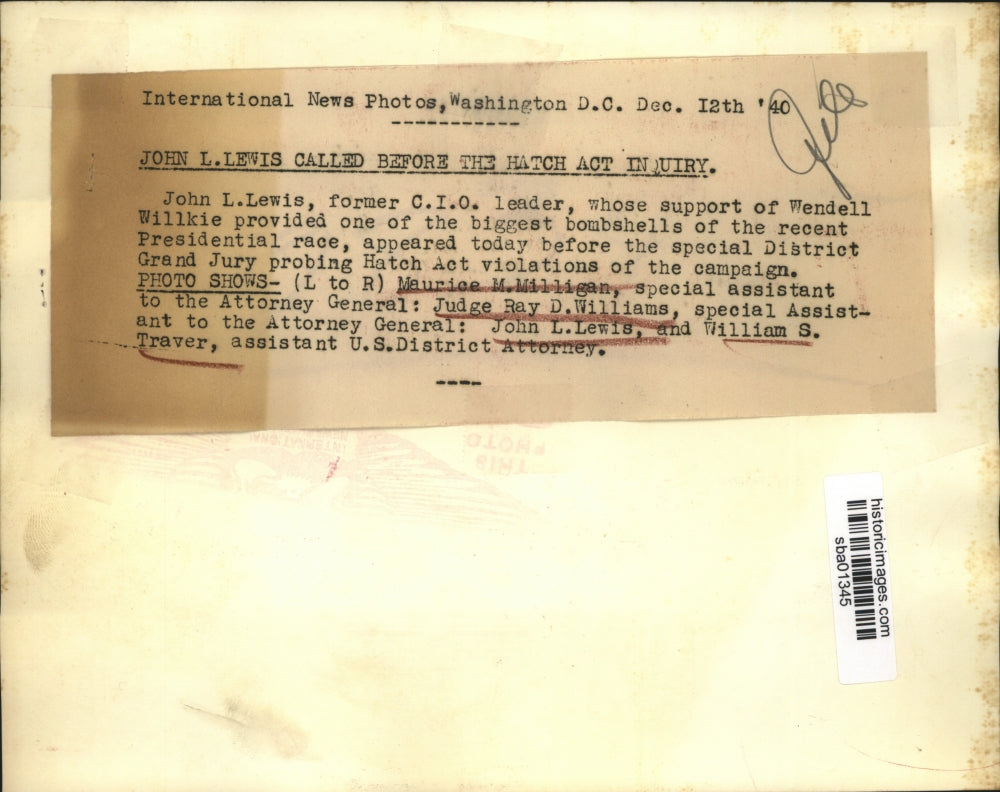 International News Photos,Washington D.C. Dec. I2th '40
JOHN L.LEWIS CALLED BEFORE THE HATCH ACT INQUIRY.
John L.Lewis, former C.I.O. leader, whose support of Wendell
Willkie provided one of the biggest bombshells of the recent
Presidential race, appeared today before the special District
Grand Jury probing Hatch Act violations of the campaign.
PHOTO SHOWS- (L to R) Maurice M.Milligan, special assistant
to the Attorney General: Judge Ray D.Williams, special Assist-
ant to the Attorney General: John L.Lewis, and William S.
Traver, assistant U.S.District Attorney.
----
INTERNATIONAL
THIS
PHOTO
historicimages.com
sba01345